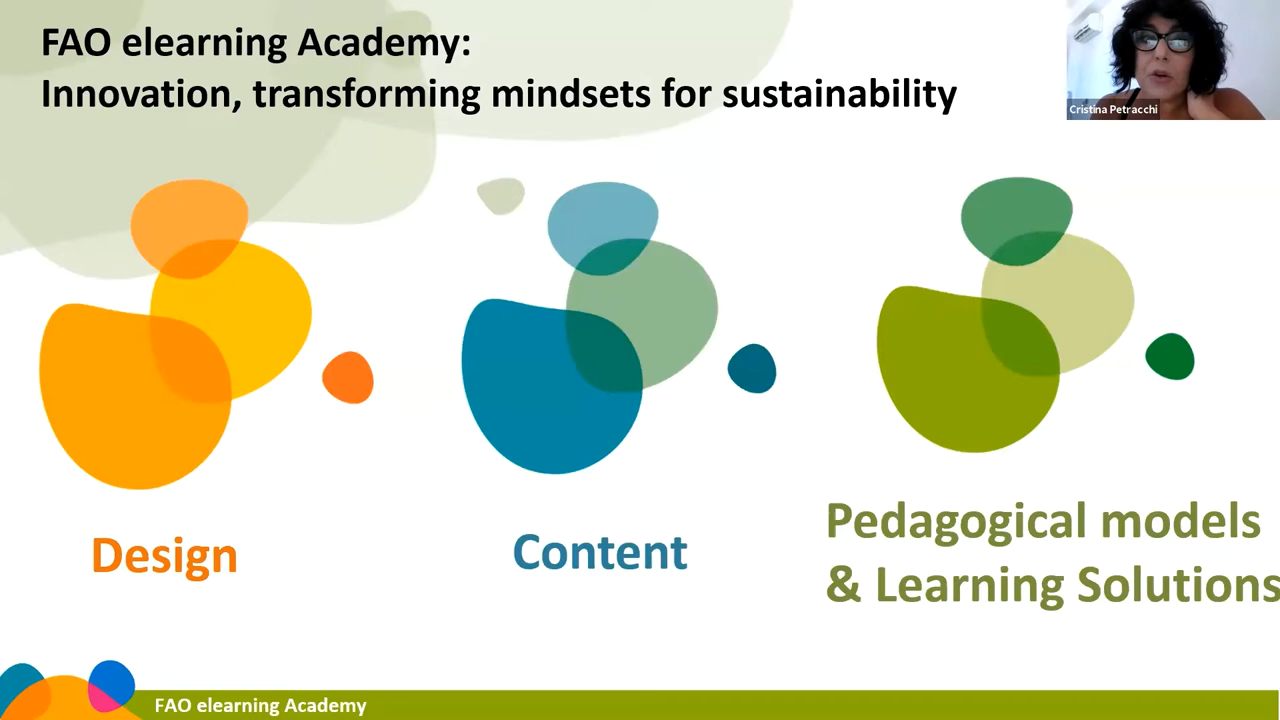 FAO elearning Academy:
Innovation, transforming mindsets for sustainability
Cristina Petracchi
Design
Content
Pedagogical models
& Learning Solutions
FAO elearning Academy